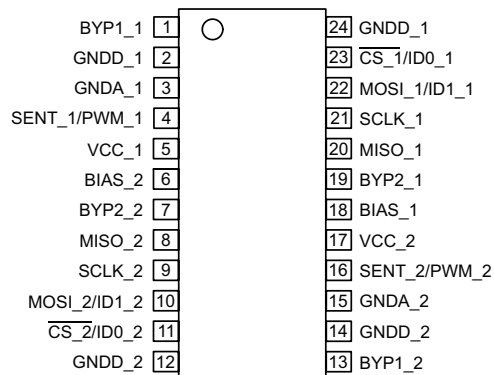 BYP1_1 1 24 GNDD_1
GNDD_1 2 23 CS_1/ID0_1
GNDA_1 3 22 MOSI_1/ID1_1
SENT_1/PWM_1 4 21 SCLK_1
VCC_1 5 20 MISO_1
BIAS_2 6 19 BYP2_1
BYP2_2 7 18 BIAS_1
MISO_2 8 17 VCC_2
SCLK_2 9 16 SENT_2/PWM_2
MOSI_2/ID1_2 10 15 GNDA_2
CS_2/ID0_2 11 14 GNDD_2
GNDD_2 12 13 BYP1_2